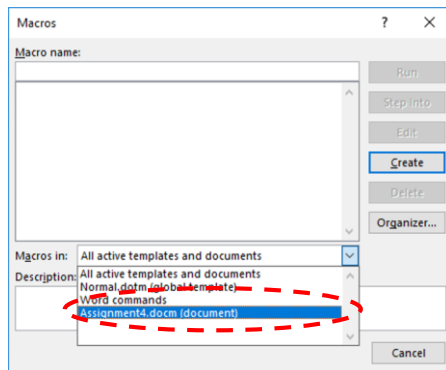 Macros ? ×
Macro name:
Run
Step Into
Edit
Create
Delete
Organizer...
Macros in: All active templates and documents
All active templates and documents
Description: Normal.dotm (global template)
Word commands
Assignment4.docm (document)
Cancel